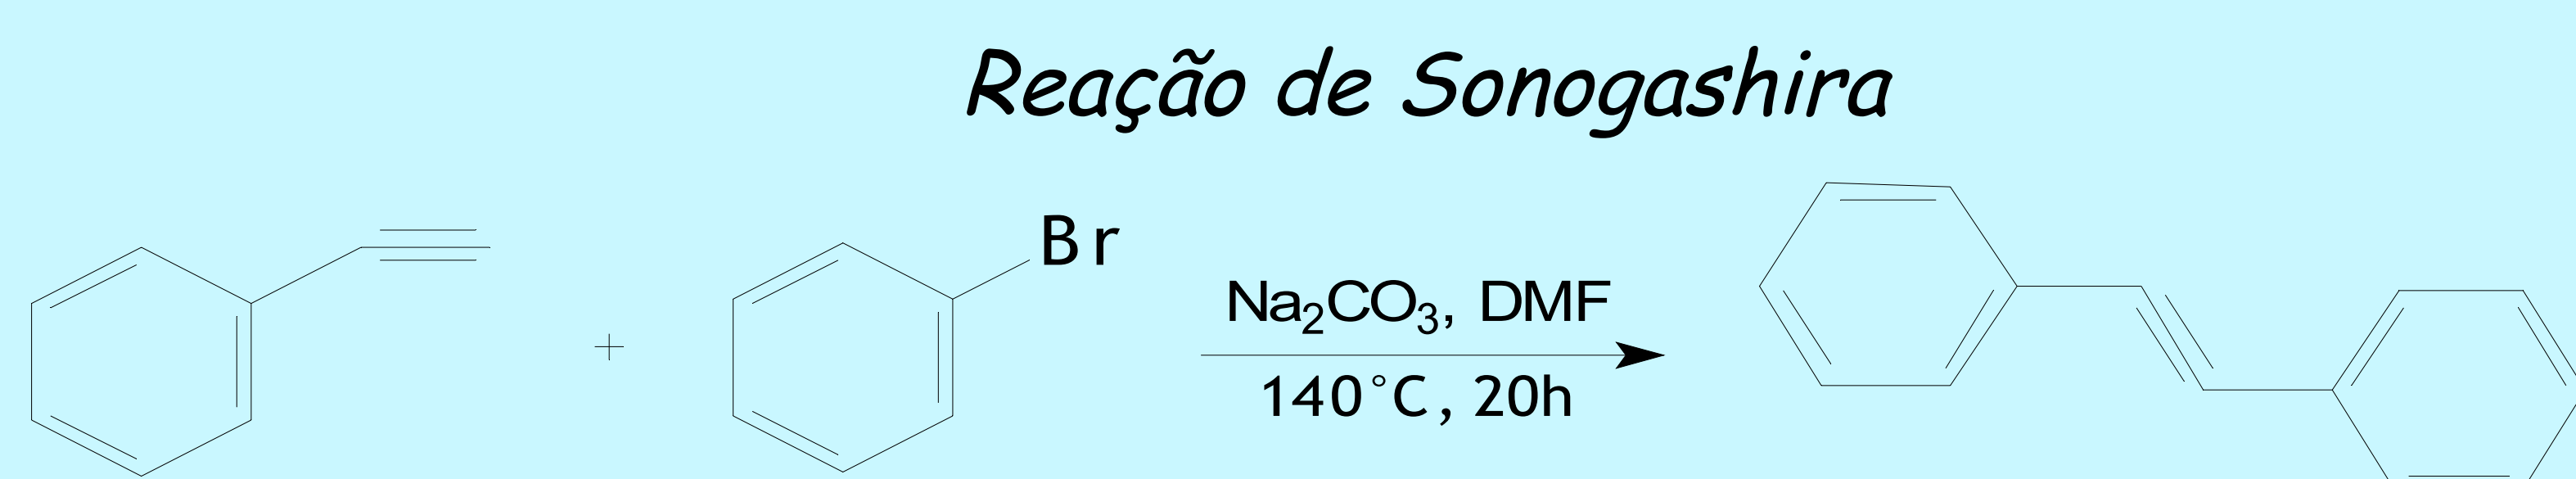 Reação de Sonogashira
Br
+
Na₂CO₃, DMF
140°C, 20h